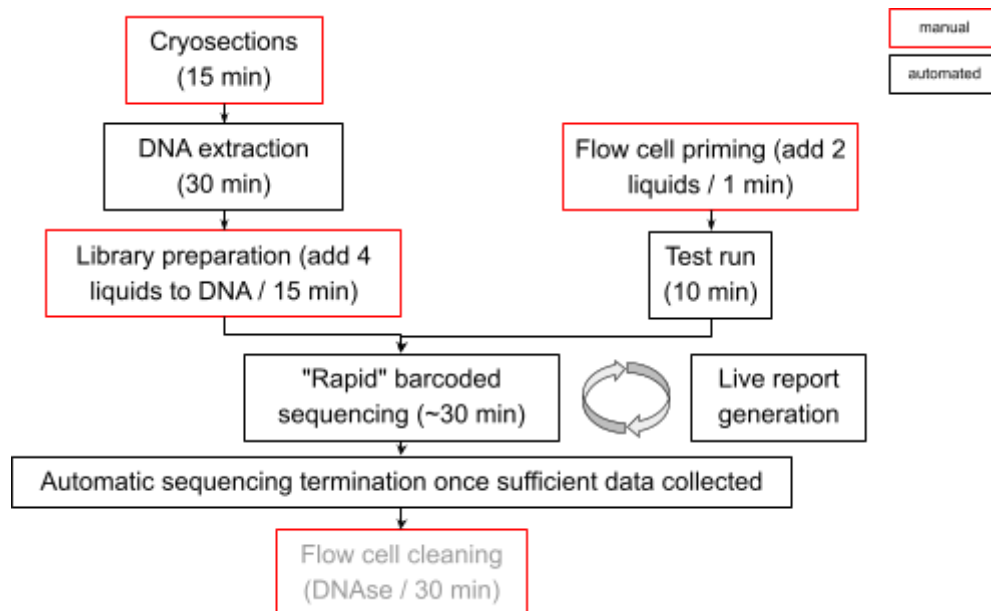 Cryosections
(15 min)
manual
automated
DNA extraction
(30 min)
Flow cell priming (add 2
liquids / 1 min)
Library preparation (add 4
liquids to DNA / 15 min)
Test run
(10 min)
"Rapid" barcoded
sequencing (~30 min)
Live report
generation
Automatic sequencing termination once sufficient data collected
Flow cell cleaning
(DNAse / 30 min)